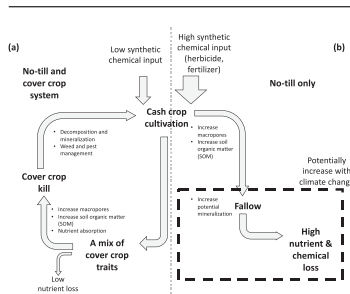 (a)
Low synthetic
chemical input
High synthetic
chemical input
(herbicide,
fertilizer)
(b)
No-till and
cover crop
system
No-till only
Cash crop
cultivation
• Decomposition and
mineralization
• Weed and pest
management
• Increase
macropores
• Increase soil
organic matter
(SOM)
Cover crop
kill
Potentially
increase with
climate chang
• Increase macropores
• Increase soil organic matter
(SOM)
• Nutrient absorption
• Increase
potential
mineralization
Fallow
A mix of
cover crop
traits
High
nutrient &
chemical
loss
Low
nutrient loss